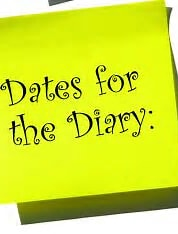 Dates for
the Diary: